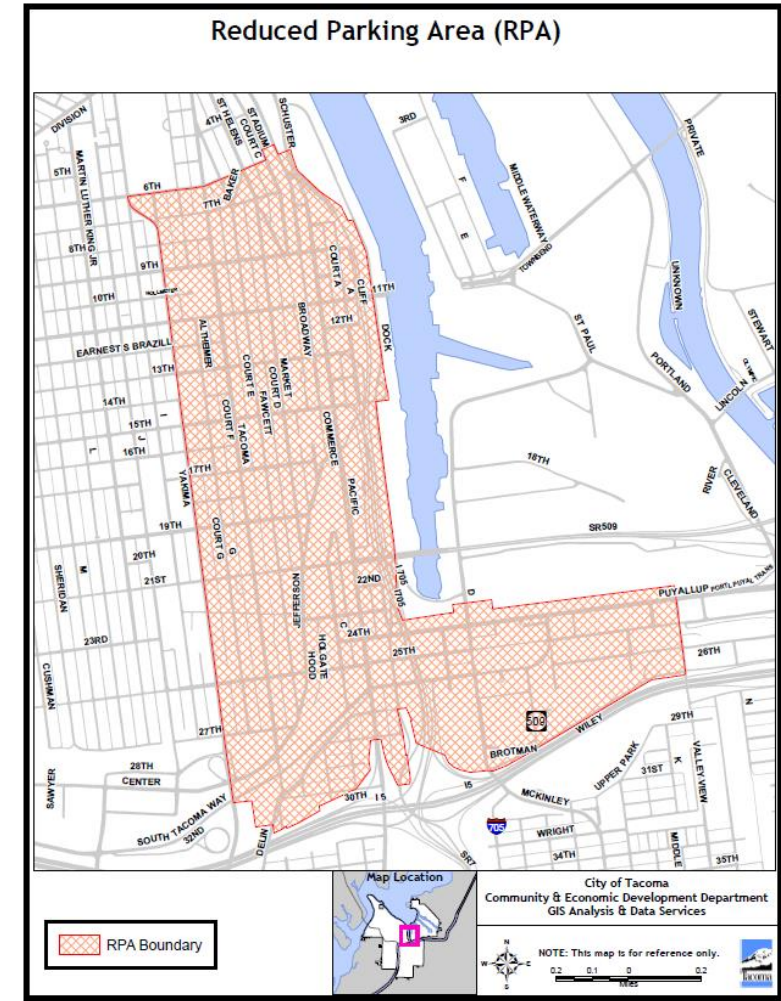 Reduced Parking Area (RPA)
DIVISION
4TH
ST HELENS
STADIUM
COURT C
SCHUSTER
3RD
PRIVATE
5TH
MARTIN LUTHER KING JR
6TH
BAKER
7TH
F
E
MIDDLE WATERWAY
TOWNSEND
8TH
9TH
10TH
COURT A
A
CLIFF
11TH
12TH
DOCK
UNKNOWN
STEWART
ST PAUL
EARNEST S BRAZILL
13TH
ALTHEIMER
BROADWAY
MARKET
COURT D
FAWCETT
COURT E
TACOMA
COURT F
PORTLAND
LINCOLN
14TH
15TH
16TH
I
J
L
17TH
YAKIMA
COMMERCE
PACIFIC
18TH
RIVER
CLEVELAND
19TH
COURT G
G
SR509
20TH
21ST
M
SHERIDAN
22ND
I 705
I705
D
JEFFERSON
PUYALLUP
23RD
C
24TH
25TH
26TH
HOLGATE
HOOD
CUSHMAN
27TH
509
WILEY
BROTMAN
29TH
N
28TH
CENTER
SAWYER
30TH
I 5
I5
UPPER PARK
31ST
K
VALLEY VIEW
SOUTH TACOMA WAY
32ND
DELIN
MCKINLEY
705
WRIGHT
SR7
34TH
MIDDLE
35TH
Map Location
City of Tacoma
Community & Economic Development Department
GIS Analysis & Data Services
RPA Boundary
N
W
E
S
NOTE: This map is for reference only.
0.2 0.1 0 0.2
Miles
Tacoma